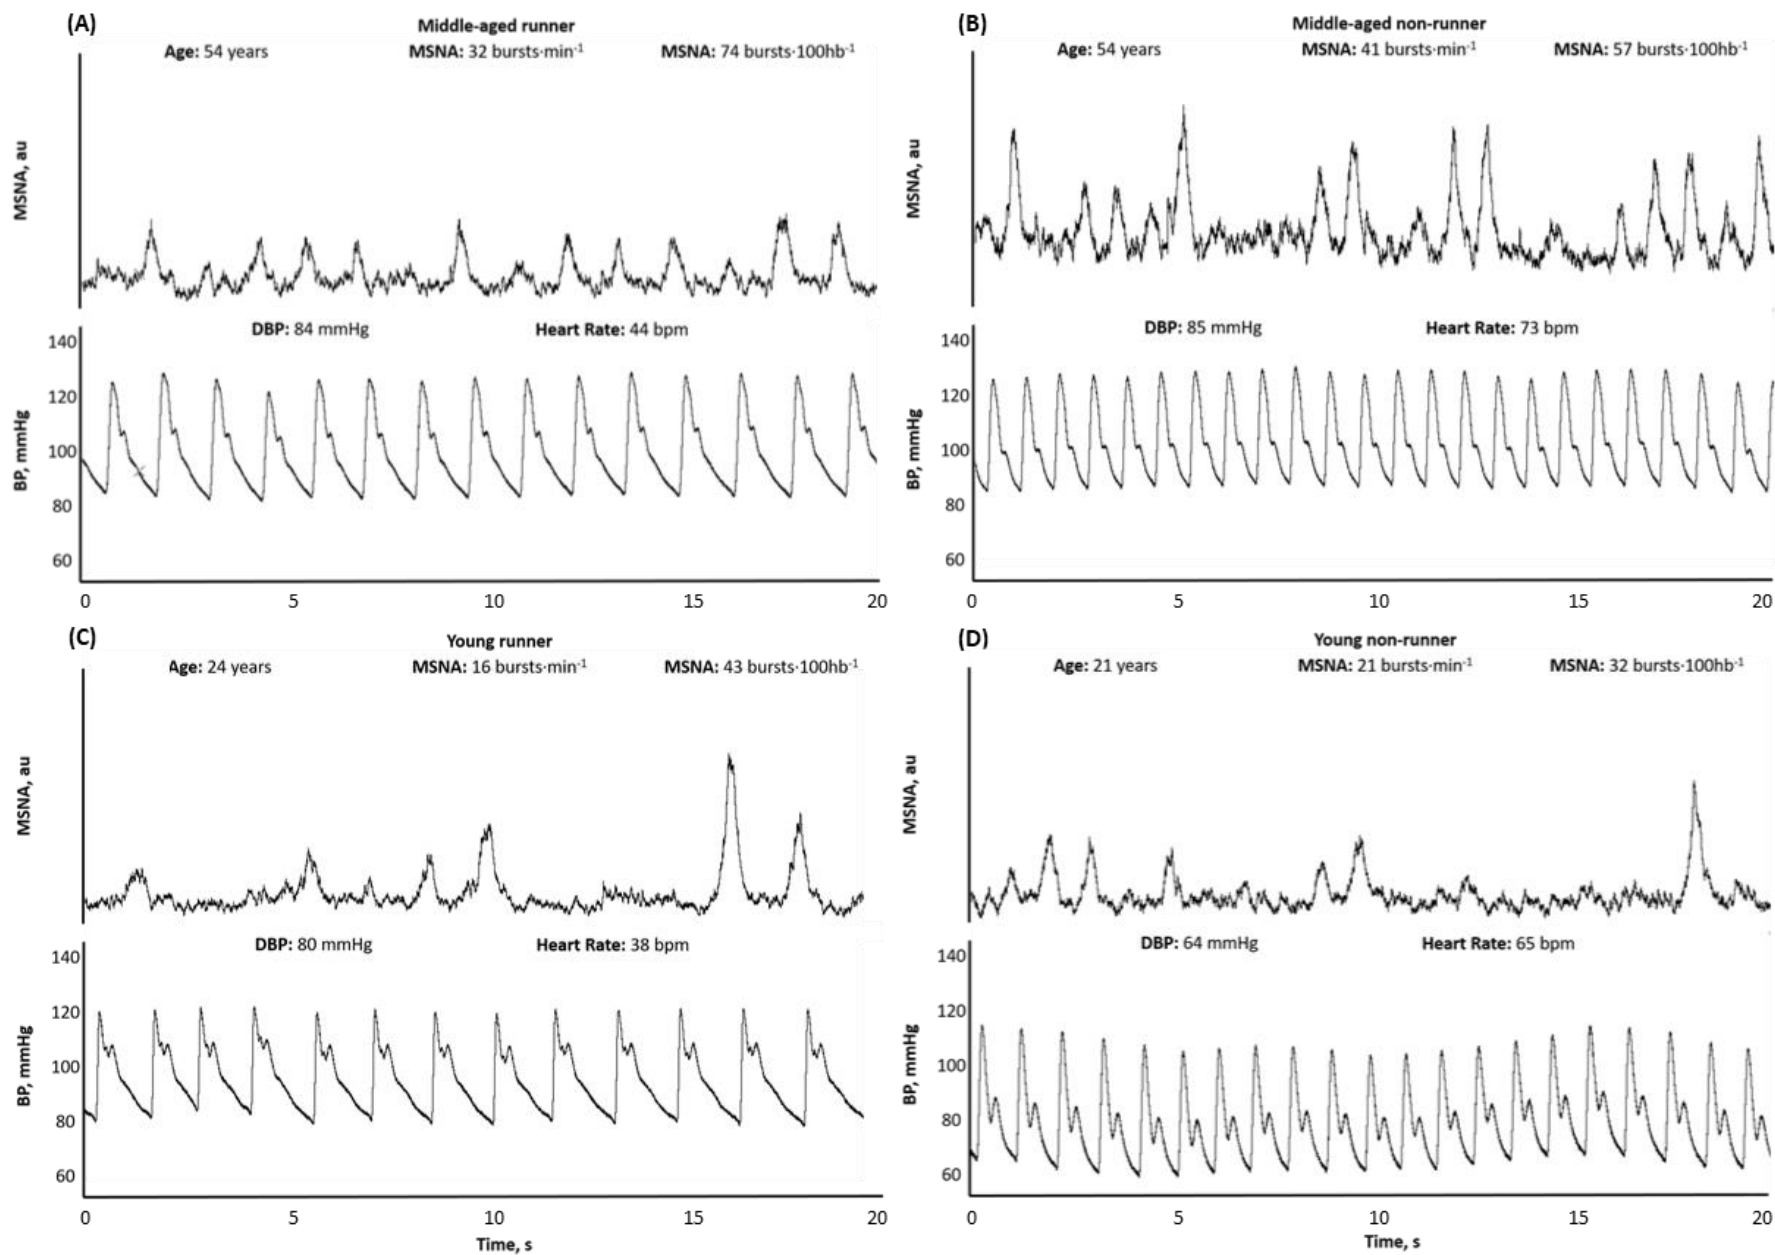 (A)
Middle-aged runner
Age: 54 years MSNA: 32 bursts·min-1 MSNA: 74 bursts·100hb-1
MSNA, au
DBP: 84 mmHg Heart Rate: 44 bpm
BP, mmHg
140
120
100
80
60
0 5 10 15 20
(B)
Middle-aged non-runner
Age: 54 years MSNA: 41 bursts·min-1 MSNA: 57 bursts·100hb-1
MSNA, au
DBP: 85 mmHg Heart Rate: 73 bpm
BP, mmHg
140
120
100
80
60
0 5 10 15 20
(C)
Young runner
Age: 24 years MSNA: 16 bursts·min-1 MSNA: 43 bursts·100hb-1
MSNA, au
DBP: 80 mmHg Heart Rate: 38 bpm
BP, mmHg
140
120
100
80
60
0 5 10 15 20
Time, s
(D)
Young non-runner
Age: 21 years MSNA: 21 bursts·min-1 MSNA: 32 bursts·100hb-1
MSNA, au
DBP: 64 mmHg Heart Rate: 65 bpm
BP, mmHg
140
120
100
80
60
0 5 10 15 20
Time, s